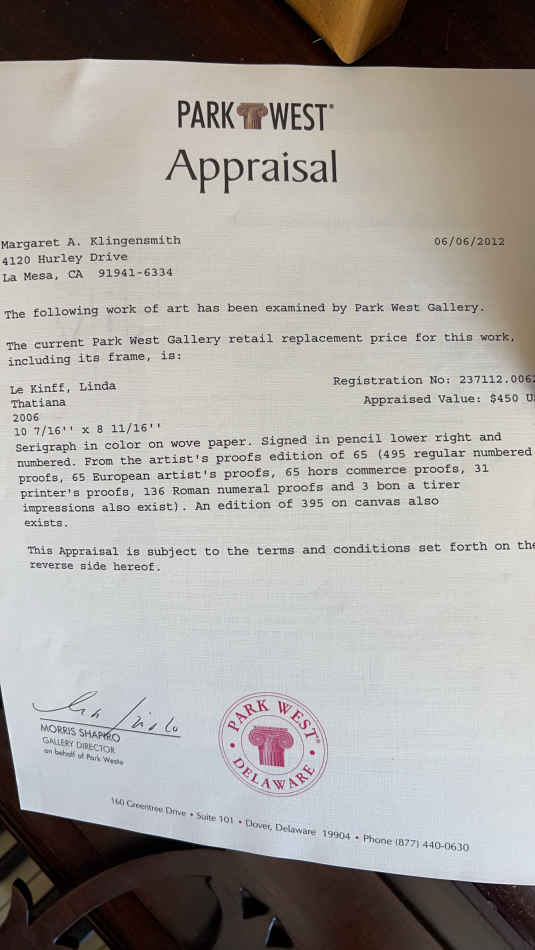 PARK WEST®
Appraisal
Margaret A. Klingensmith 06/06/2012
4120 Hurley Drive
La Mesa, CA 91941-6334
The following work of art has been examined by Park West Gallery.
The current Park West Gallery retail replacement price for this work,
including its frame, is:
Le Kinff, Linda Registration No: 237112.006
Thatiana Appraised Value: $450 U
2006
10 7/16'' x 8 11/16''
Serigraph in color on wove paper. Signed in pencil lower right and
numbered. From the artist's proofs edition of 65 (495 regular numbered
proofs, 65 European artist's proofs, 65 hors commerce proofs, 31
printer's proofs, 136 Roman numeral proofs and 3 bon a tirer
impressions also exist). An edition of 395 on canvas also
exists.
This Appraisal is subject to the terms and conditions set forth on the
reverse side hereof.
MORRIS SHAPIRO
GALLERY DIRECTOR
on behalf of Park West®
PARK WEST®
DELAWARE
160 Greentree Drive • Suite 101 • Dover, Delaware 19904 • Phone (877) 440-0630